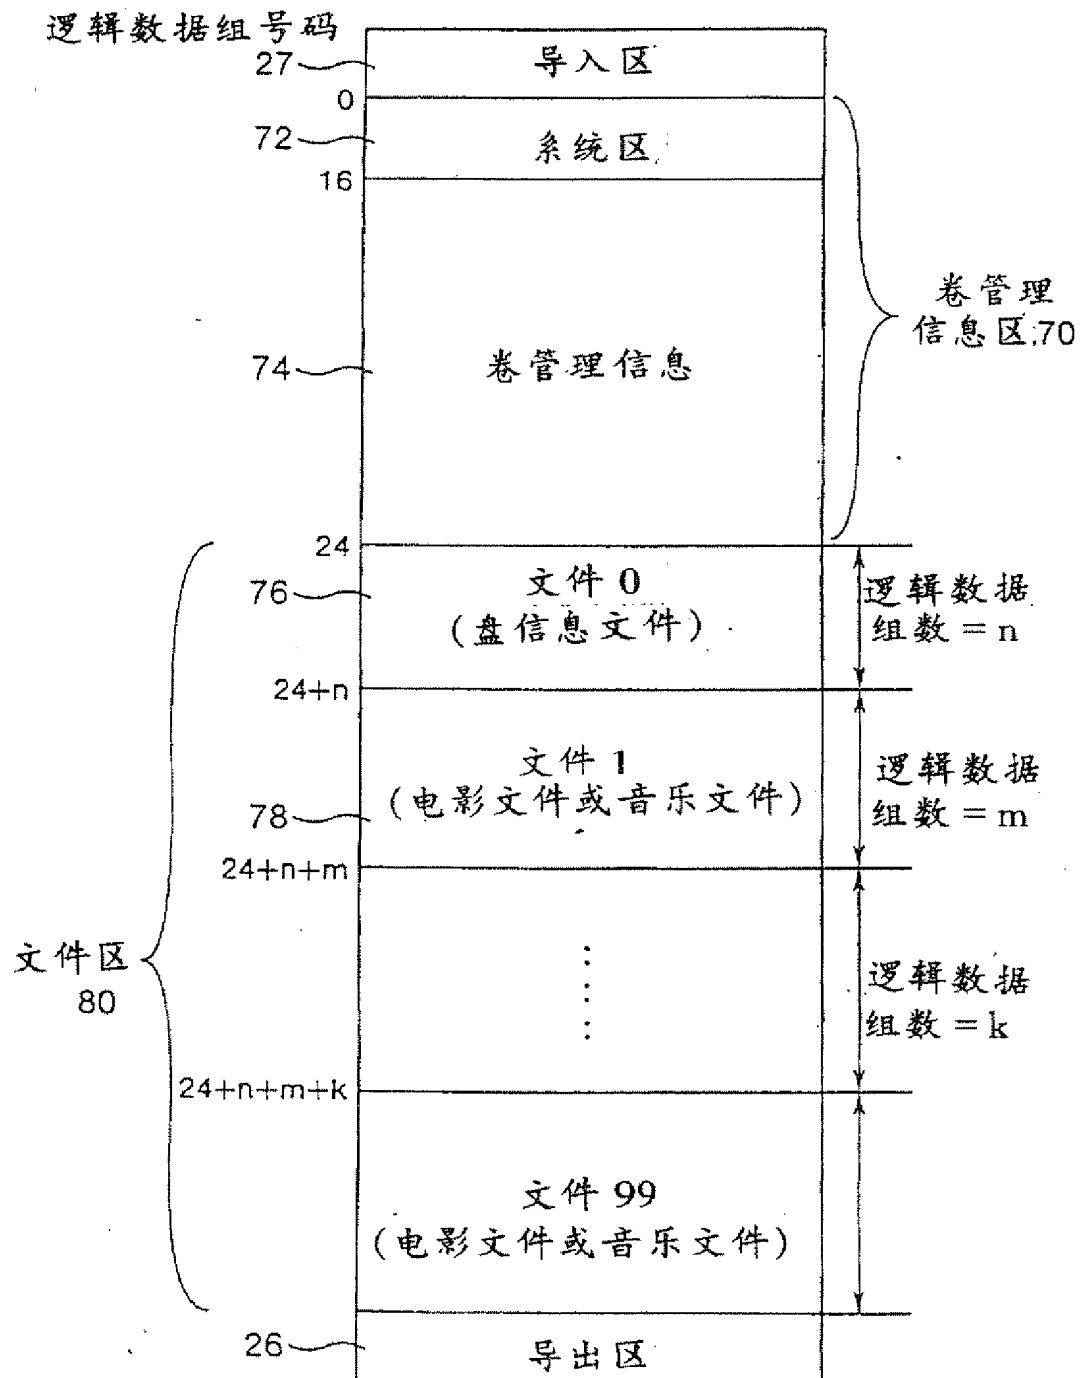 逻辑数据组号码
27 导入区
0
72 系统区
16
74 卷管理信息
卷管理
信息区 70
24
76 文件 0
(盘信息文件)
逻辑数据
组数 = n
24+n
文件 1
78 (电影文件或音乐文件)
逻辑数据
组数 = m
24+n+m
文件区
80
逻辑数据
组数 = k
24+n+m+k
文件 99
(电影文件或音乐文件)
26 导出区